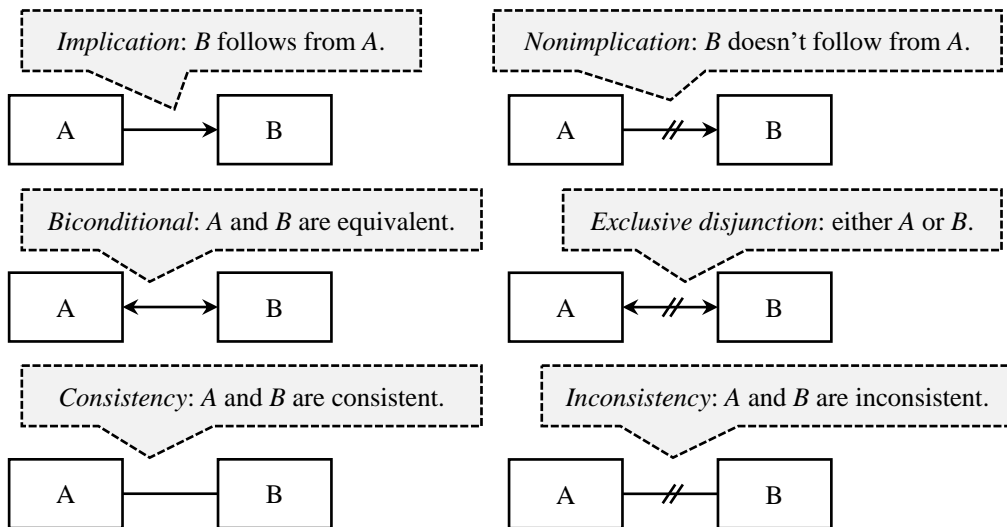 Implication: B follows from A.
Nonimplication: B doesn’t follow from A.
A
B
A
B
Biconditional: A and B are equivalent.
Exclusive disjunction: either A or B.
A
B
A
B
Consistency: A and B are consistent.
Inconsistency: A and B are inconsistent.
A
B
A
B